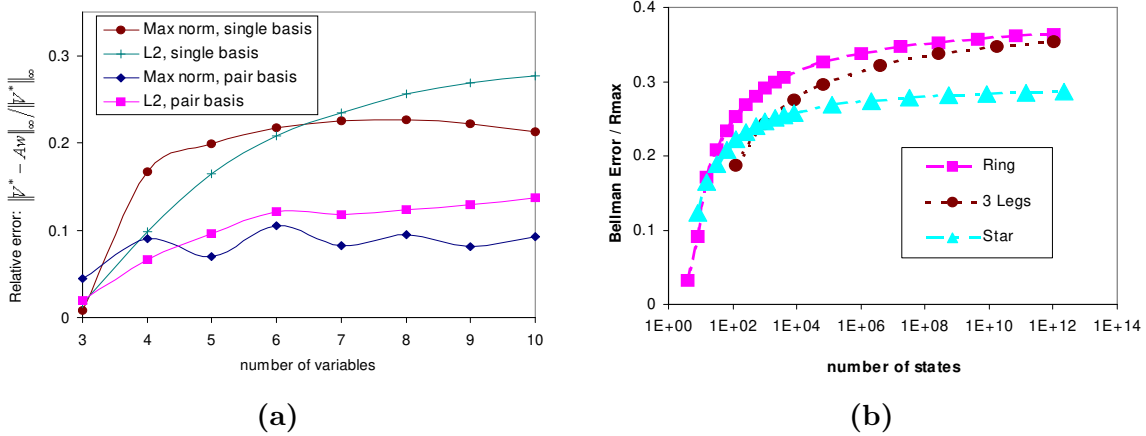 Max norm, single basis
L2, single basis
Max norm, pair basis
L2, pair basis
Relative error: ‖𝒱* − Aw‖∞/‖𝒱*‖∞
0.3
0.2
0.1
0
3 4 5 6 7 8 9 10
number of variables
(a)
Bellman Error / Rmax
0.4
0.3
0.2
0.1
0
Ring
3 Legs
Star
1E+00 1E+02 1E+04 1E+06 1E+08 1E+10 1E+12 1E+14
number of states
(b)